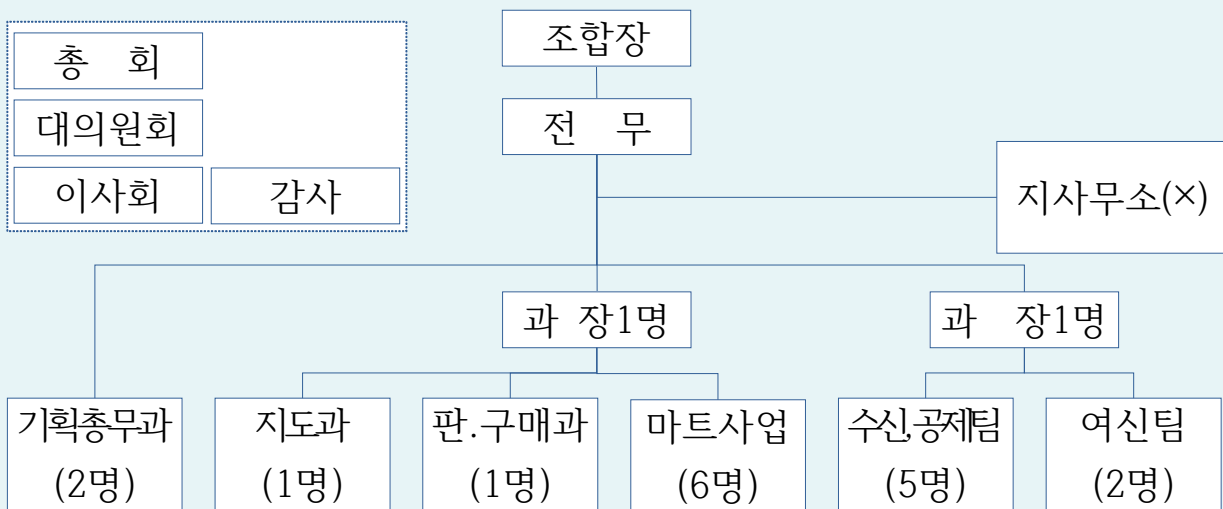 총 회
대의원회
이사회
감사
조합장
전 무
지사무소(×)
과 장1명
과 장1명
기획총무과
(2명)
지도과
(1명)
판.구매과
(1명)
마트사업
(6명)
수신,공제팀
(5명)
여신팀
(2명)